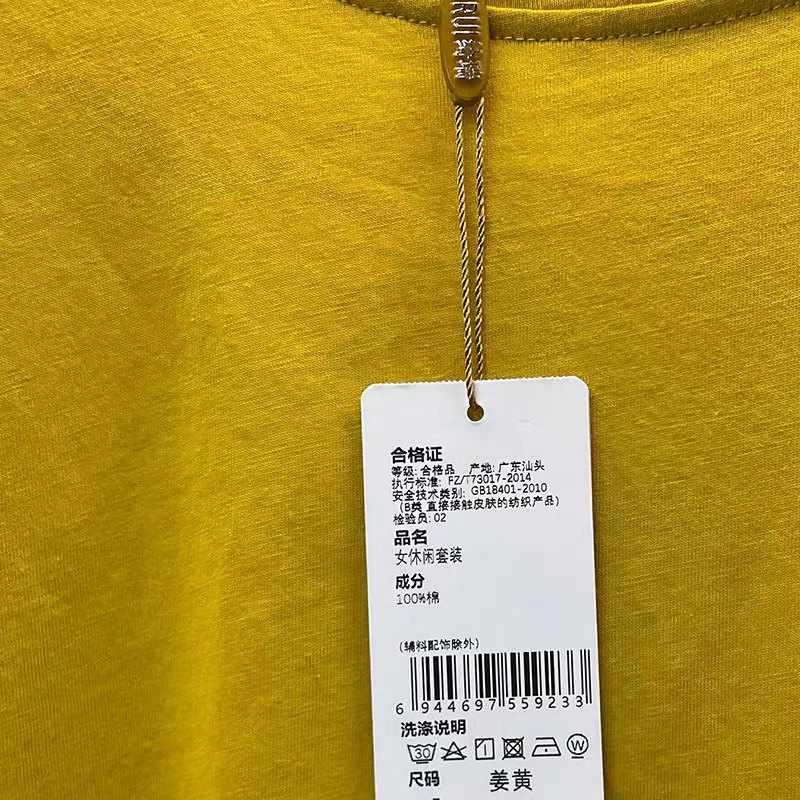 RUI
合格证
等级: 合格品 产地: 广东汕头
执行标准: FZ/T73017-2014
安全技术类别: GB18401-2010
(B类 直接接触皮肤的纺织产品)
检验员: 02
品名
女休闲套装
成分
100%棉
(辅料配饰除外)
6 944697 559233
洗涤说明
30 W
尺码 姜黄